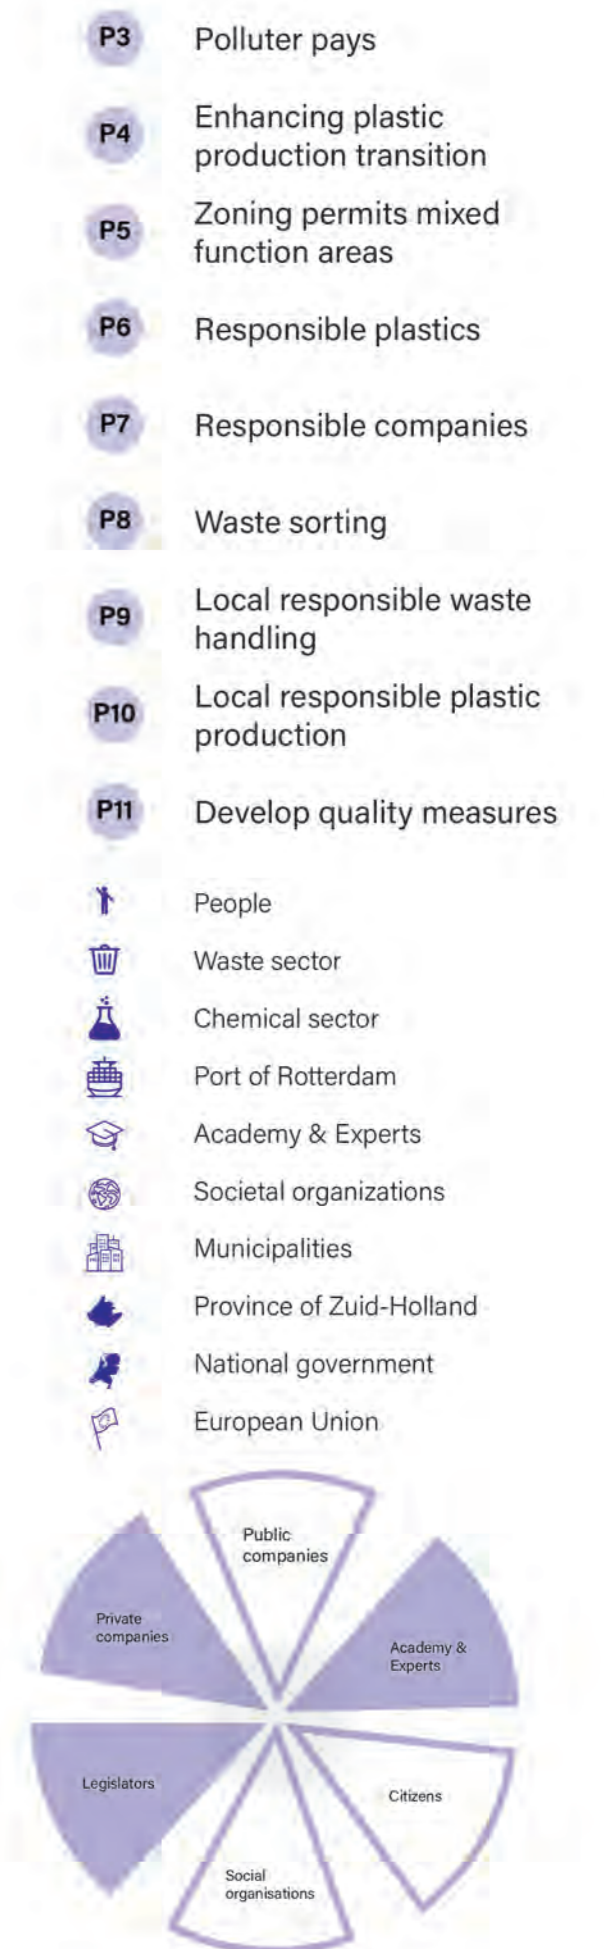 P3 Polluter pays
P4 Enhancing plastic
production transition
P5 Zoning permits mixed
function areas
P6 Responsible plastics
P7 Responsible companies
P8 Waste sorting
P9 Local responsible waste
handling
P10 Local responsible plastic
production
P11 Develop quality measures
People
Waste sector
Chemical sector
Port of Rotterdam
Academy & Experts
Societal organizations
Municipalities
Province of Zuid-Holland
National government
European Union
Public
companies
Private
companies
Academy &
Experts
Legislators
Citizens
Social
organisations